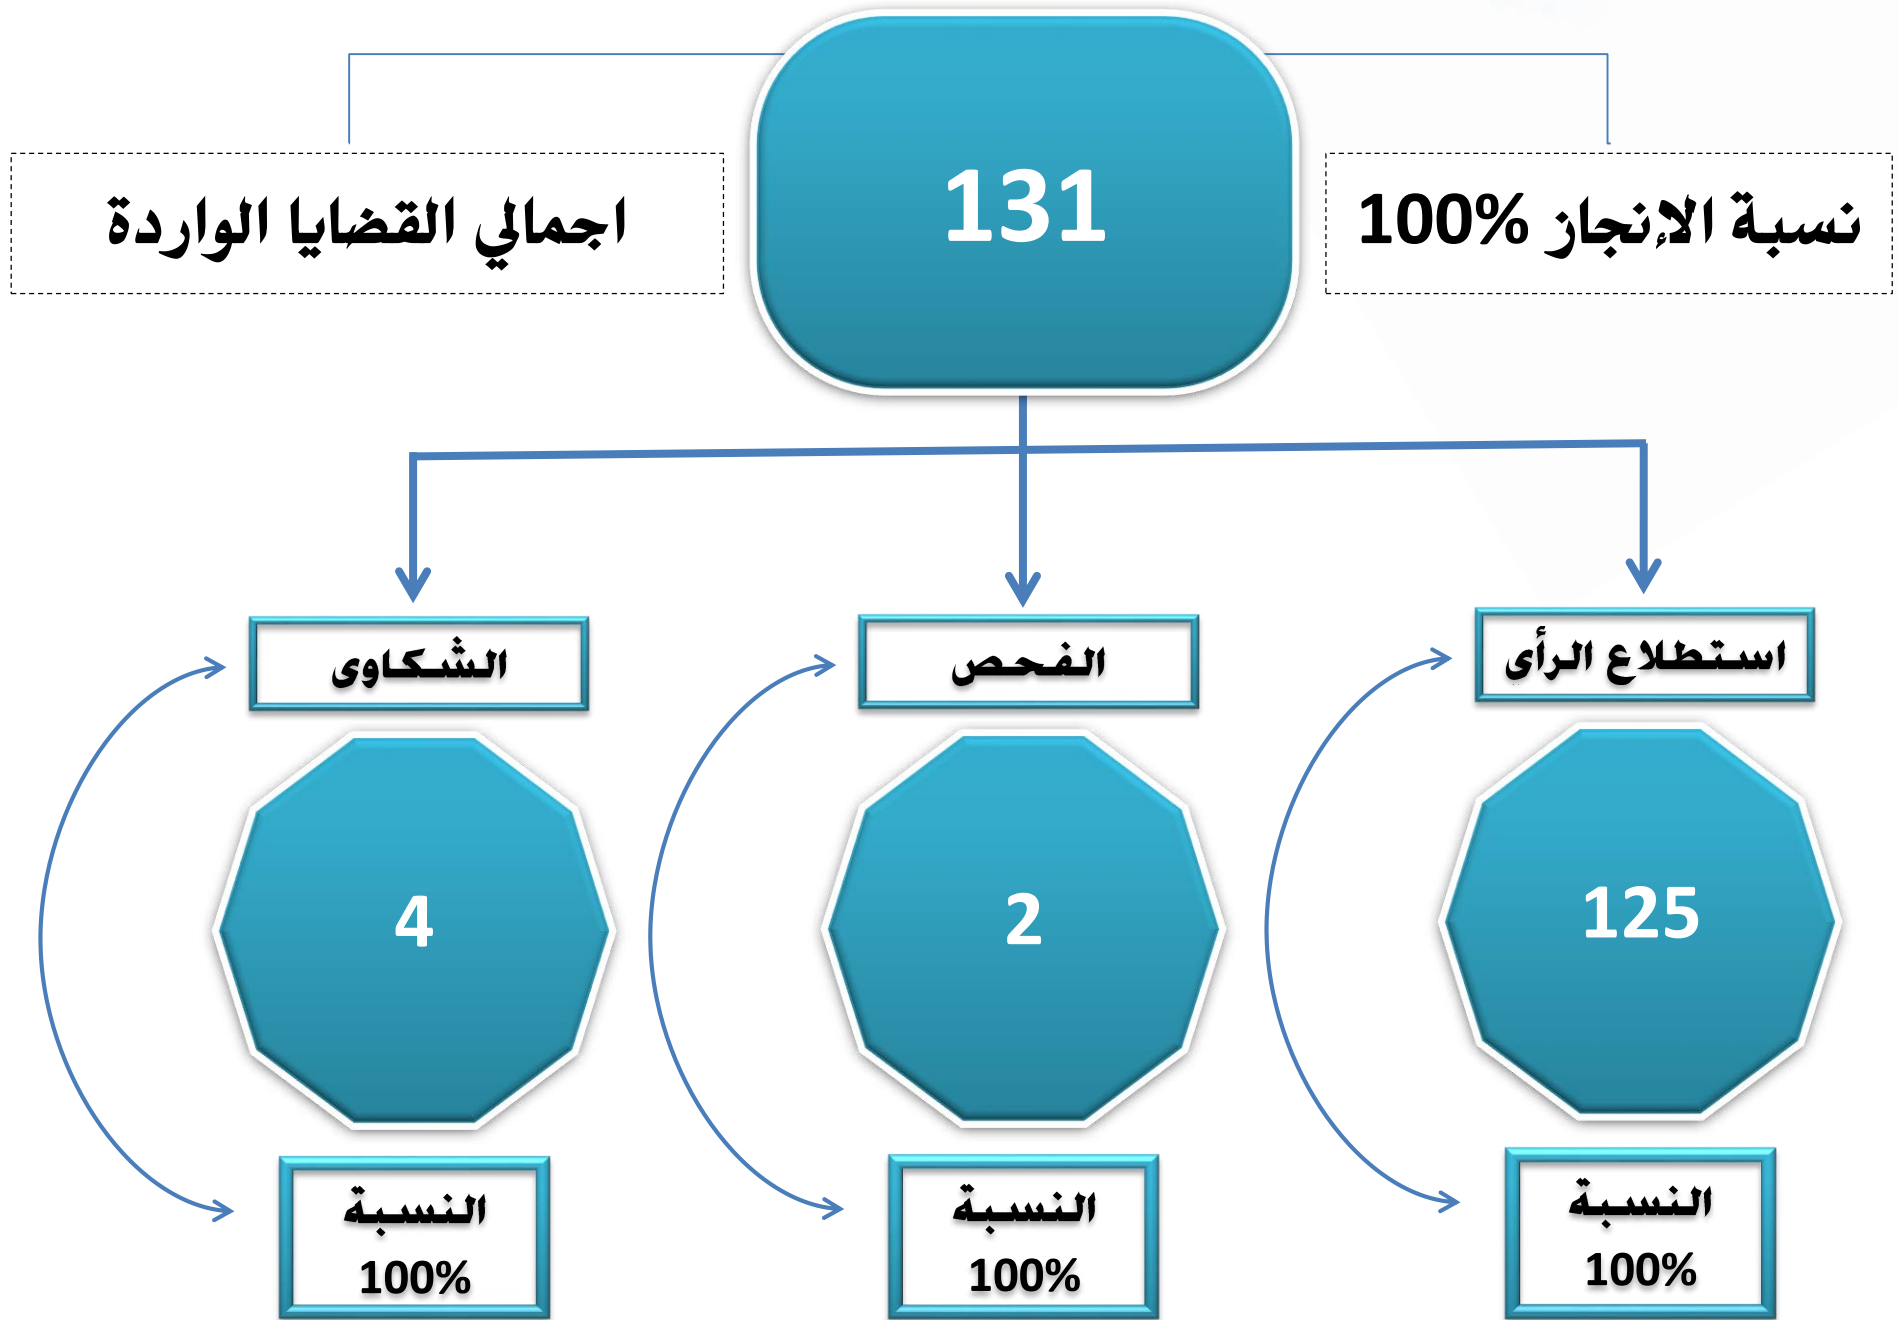 نسبة الإنجاز 100%
131
اجمالي القضايا الواردة
استطلاع الرأى
125
النسبة
100%
الفحص
2
النسبة
100%
الشكاوى
4
النسبة
100%